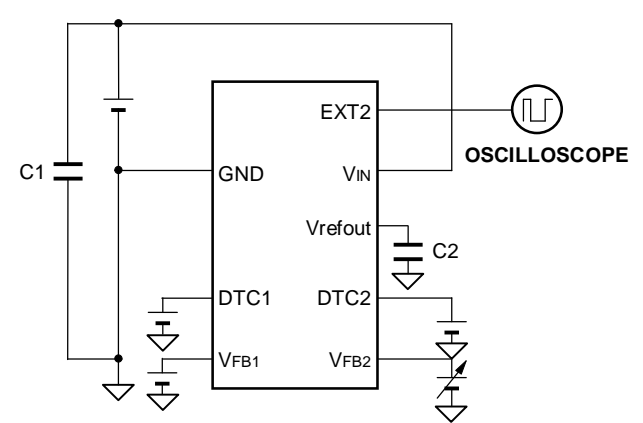 EXT2
OSCILLOSCOPE
C1
GND
VIN
Vrefout
C2
DTC1
DTC2
VFB1
VFB2